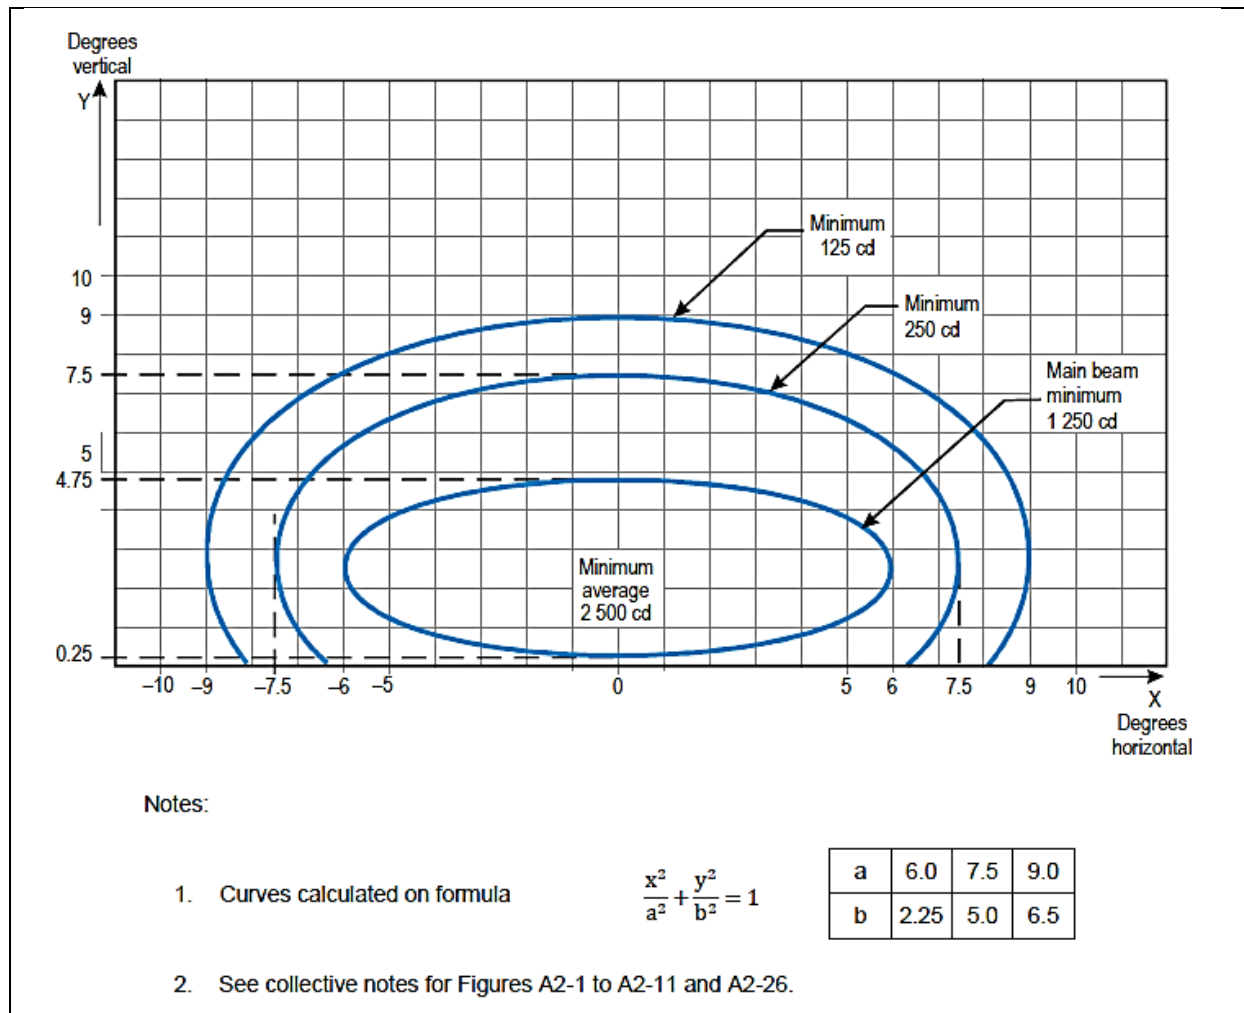 Degrees
vertical
Y
Minimum
125 cd
10
Minimum
250 cd
9
7.5
Main beam
minimum
1 250 cd
5
4.75
Minimum
average
2 500 cd
0.25
–10 –9 –7.5 –6 –5 0 5 6 7.5 9 10
X
Degrees
horizontal
Notes:
1. Curves calculated on formula x²/a² + y²/b² = 1
a 6.0 7.5 9.0
b 2.25 5.0 6.5
2. See collective notes for Figures A2-1 to A2-11 and A2-26.